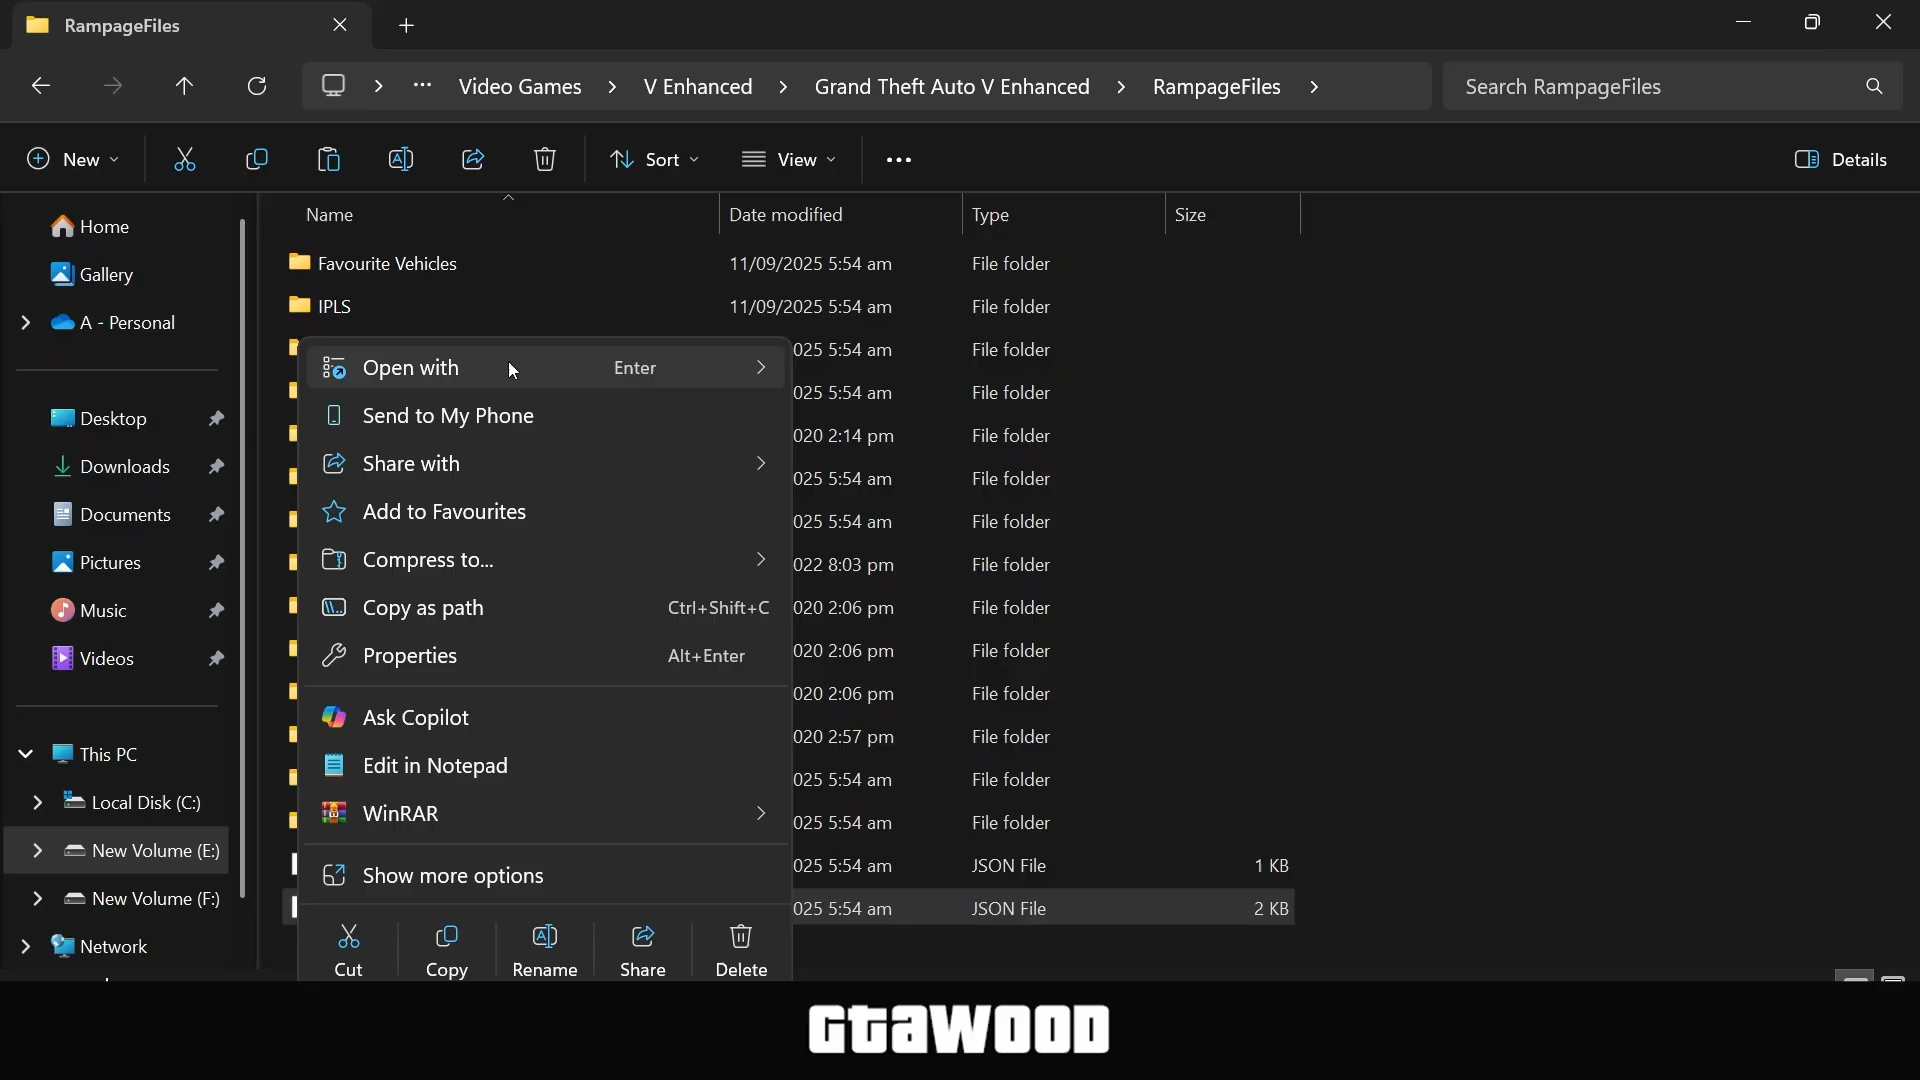 RampageFiles
Video Games > V Enhanced > Grand Theft Auto V Enhanced > RampageFiles >
Search RampageFiles
New
Sort
View
Details
Home
Gallery
A - Personal
Desktop
Downloads
Documents
Pictures
Music
Videos
This PC
Local Disk (C:)
New Volume (E:)
New Volume (F:)
Network
Name Date modified Type Size
Favourite Vehicles 11/09/2025 5:54 am File folder
IPLS 11/09/2025 5:54 am File folder
025 5:54 am File folder
025 5:54 am File folder
020 2:14 pm File folder
025 5:54 am File folder
025 5:54 am File folder
022 8:03 pm File folder
020 2:06 pm File folder
020 2:06 pm File folder
020 2:06 pm File folder
020 2:57 pm File folder
025 5:54 am File folder
025 5:54 am File folder
025 5:54 am JSON File 1 KB
025 5:54 am JSON File 2 KB
Open with Enter
Send to My Phone
Share with
Add to Favourites
Compress to...
Copy as path Ctrl+Shift+C
Properties Alt+Enter
Ask Copilot
Edit in Notepad
WinRAR
Show more options
Cut Copy Rename Share Delete
GtaWOOD